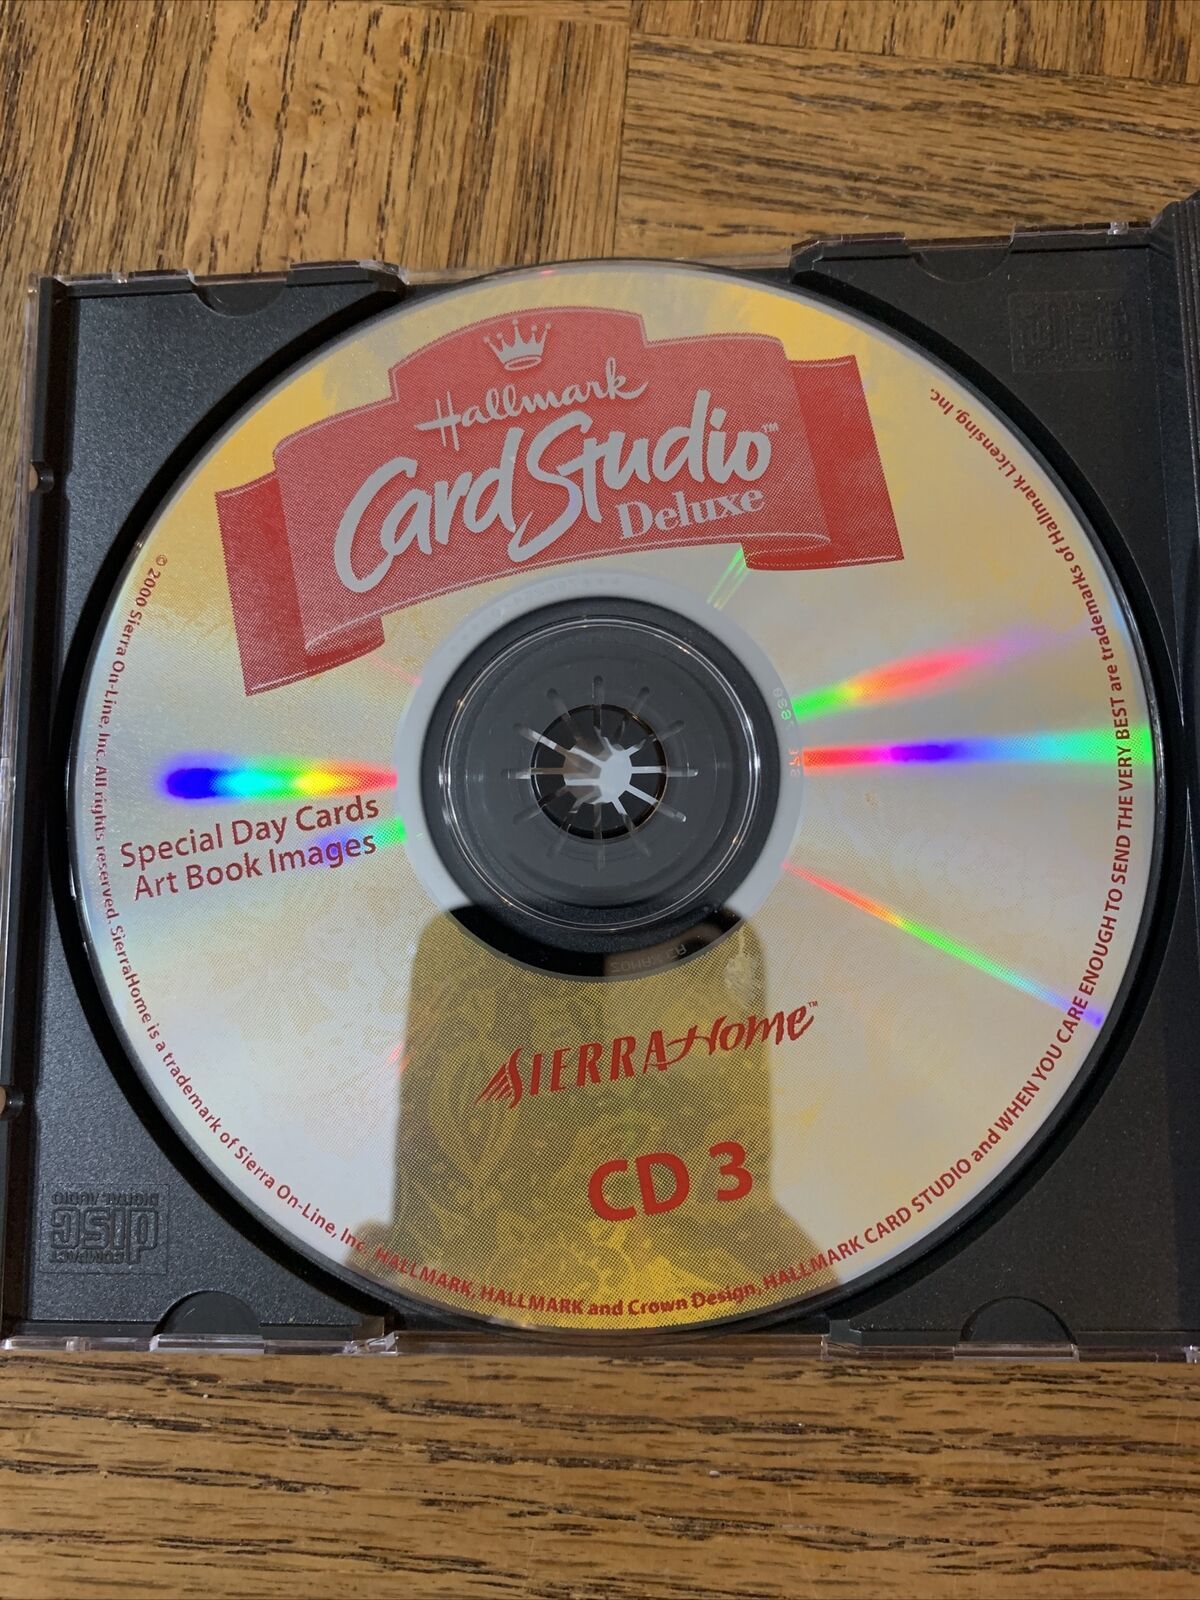 Hallmark
Card Studio™
Deluxe
Special Day Cards
Art Book Images
SIERRA Home™
CD 3
© 2000 Sierra On-Line, Inc. All rights reserved. SierraHome is a trademark of Sierra On-Line, Inc. HALLMARK, HALLMARK and Crown Design, HALLMARK CARD STUDIO and WHEN YOU CARE ENOUGH TO SEND THE VERY BEST are trademarks of Hallmark Licensing, Inc.
COMPACT
disc
DIGITAL AUDIO